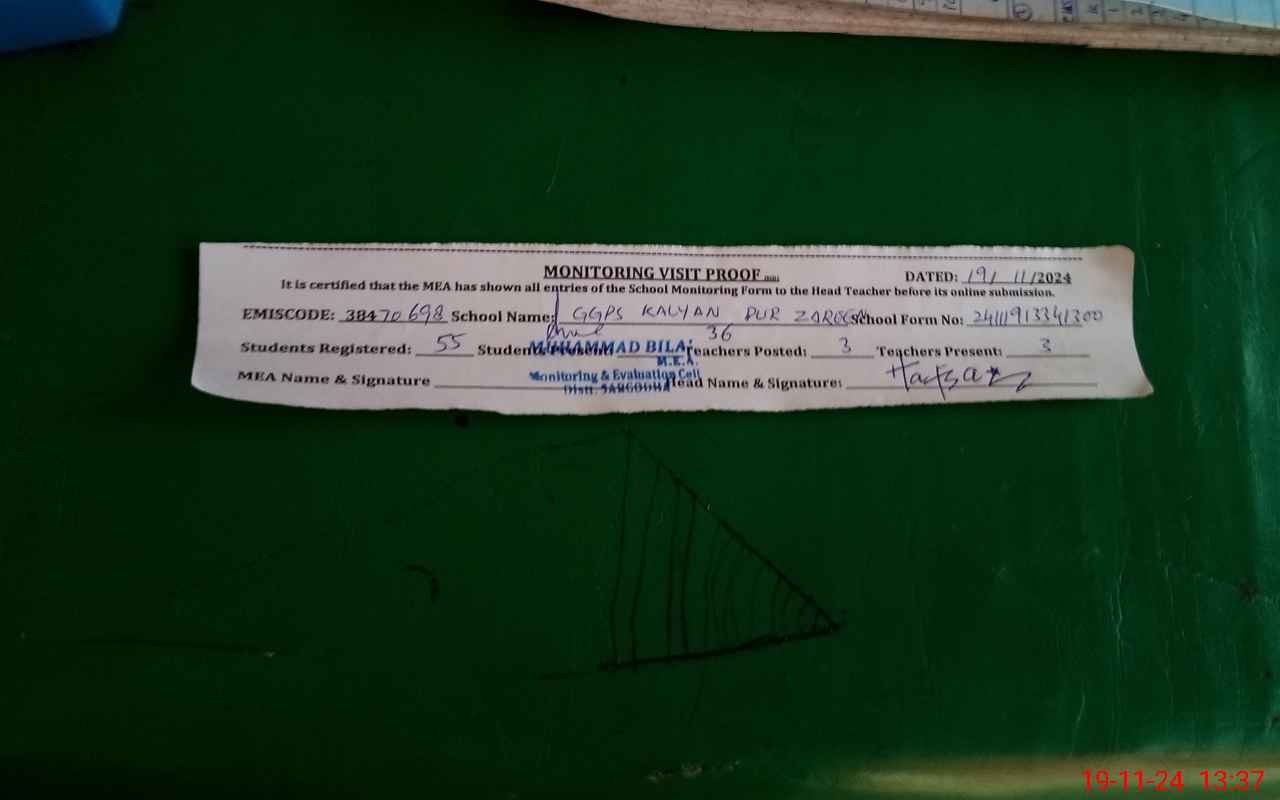 MONITORING VISIT PROOF DATED: 19/ 11/2024
It is certified that the MEA has shown all entries of the School Monitoring Form to the Head Teacher before its online submission.
EMISCODE: 38470698 School Name: GGPS KALYAN PUR ZAREEN School Form No: 24111913341300
Students Registered: 55 Students Present: 36 Teachers Posted: 3 Teachers Present: 3
MUHAMMAD BILAL
M.E.A.
Monitoring & Evaluation Cell
Distt. SARGODHA
MEA Name & Signature Head Name & Signature:
19-11-24 13:37